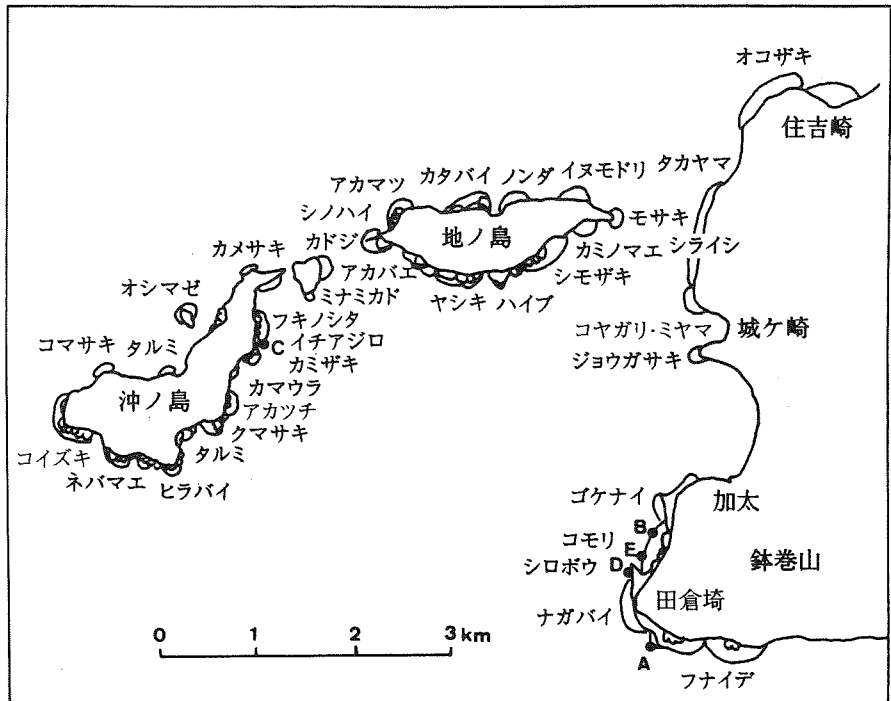 オコザキ
住吉崎
アカマツ カタバイ ノンダ イヌモドリ タカヤマ
シノハイ
モサキ
地ノ島
カメサキ カドジ
カミノマエ シライシ
アカバエ
シモザキ
オシマゼ
ミナミカド
ヤシキ ハイブ
フキノシタ
コヤガリ・ミヤマ 城ケ崎
C イチアジロ
コマサキ タルミ
カミザキ
ジョウガサキ
カマウラ
沖ノ島
アカツチ
クマサキ
コイズキ
タルミ
ネバマエ
ヒラバイ
ゴケナイ 加太
B
コモリ
E
シロボウ D
鉢巻山
田倉埼
ナガバイ
0 1 2 3 km
A
フナイデ